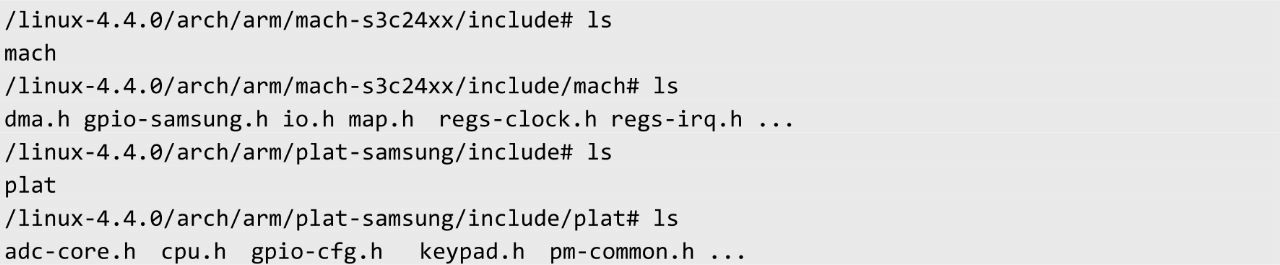 /linux-4.4.0/arch/arm/mach-s3c24xx/include# ls
mach
/linux-4.4.0/arch/arm/mach-s3c24xx/include/mach# ls
dma.h gpio-samsung.h io.h map.h  regs-clock.h regs-irq.h ...
/linux-4.4.0/arch/arm/plat-samsung/include# ls
plat
/linux-4.4.0/arch/arm/plat-samsung/include/plat# ls
adc-core.h  cpu.h  gpio-cfg.h   keypad.h  pm-common.h ...